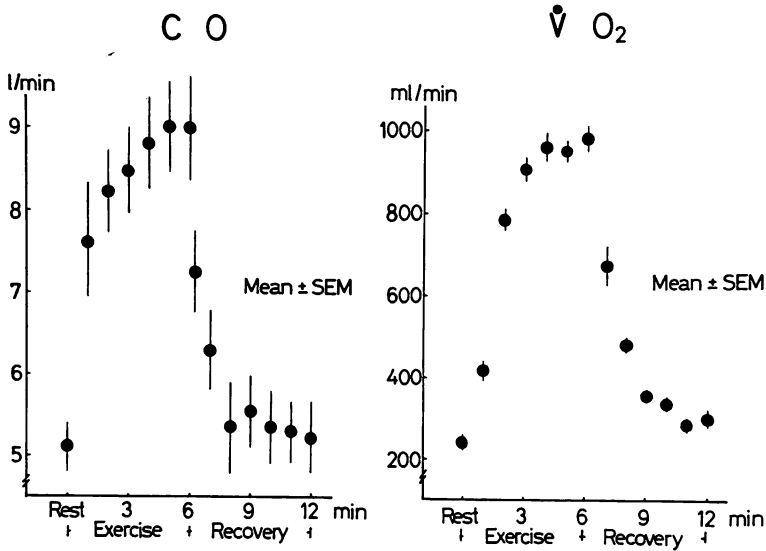 C O
l/min
9
8
7
6
5
Mean ± SEM
Rest 3 6 9 12 min
Exercise Recovery
V̇ O₂
ml/min
1000
800
600
400
200
Mean ± SEM
Rest 3 6 9 12 min
Exercise Recovery